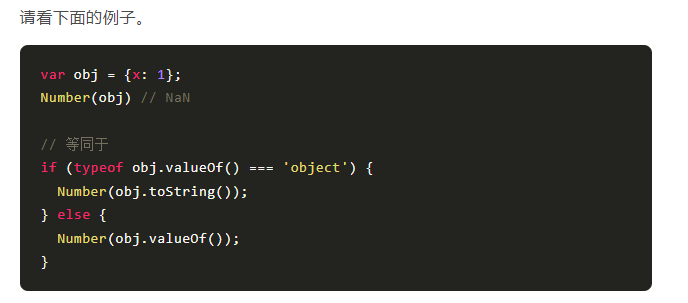 请看下面的例子。
var obj = {x: 1};
Number(obj) // NaN

// 等同于
if (typeof obj.valueOf() === 'object') {
  Number(obj.toString());
} else {
  Number(obj.valueOf());
}